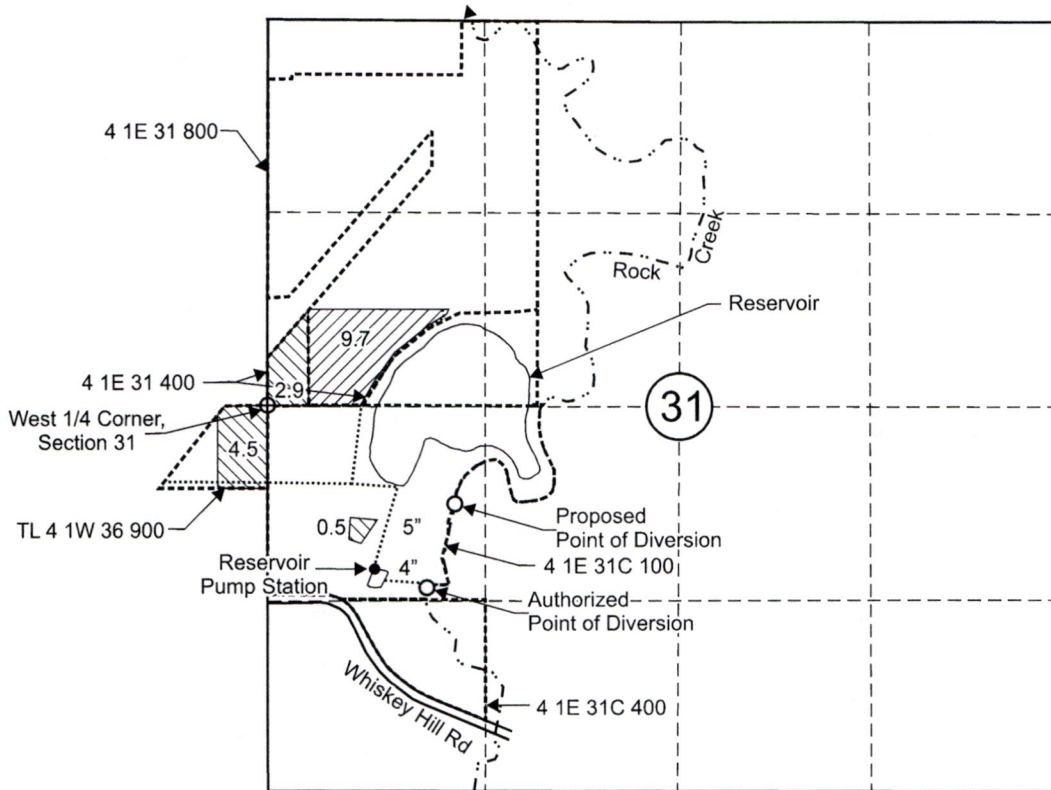 4 1E 31 800
Rock
Creek
Reservoir
9.7
4 1E 31 400
2.9
31
West 1/4 Corner,
Section 31
4.5
TL 4 1W 36 900
0.5
5"
Proposed
Point of Diversion
Reservoir
Pump Station
4"
4 1E 31C 100
Authorized
Point of Diversion
Whiskey Hill Rd
4 1E 31C 400